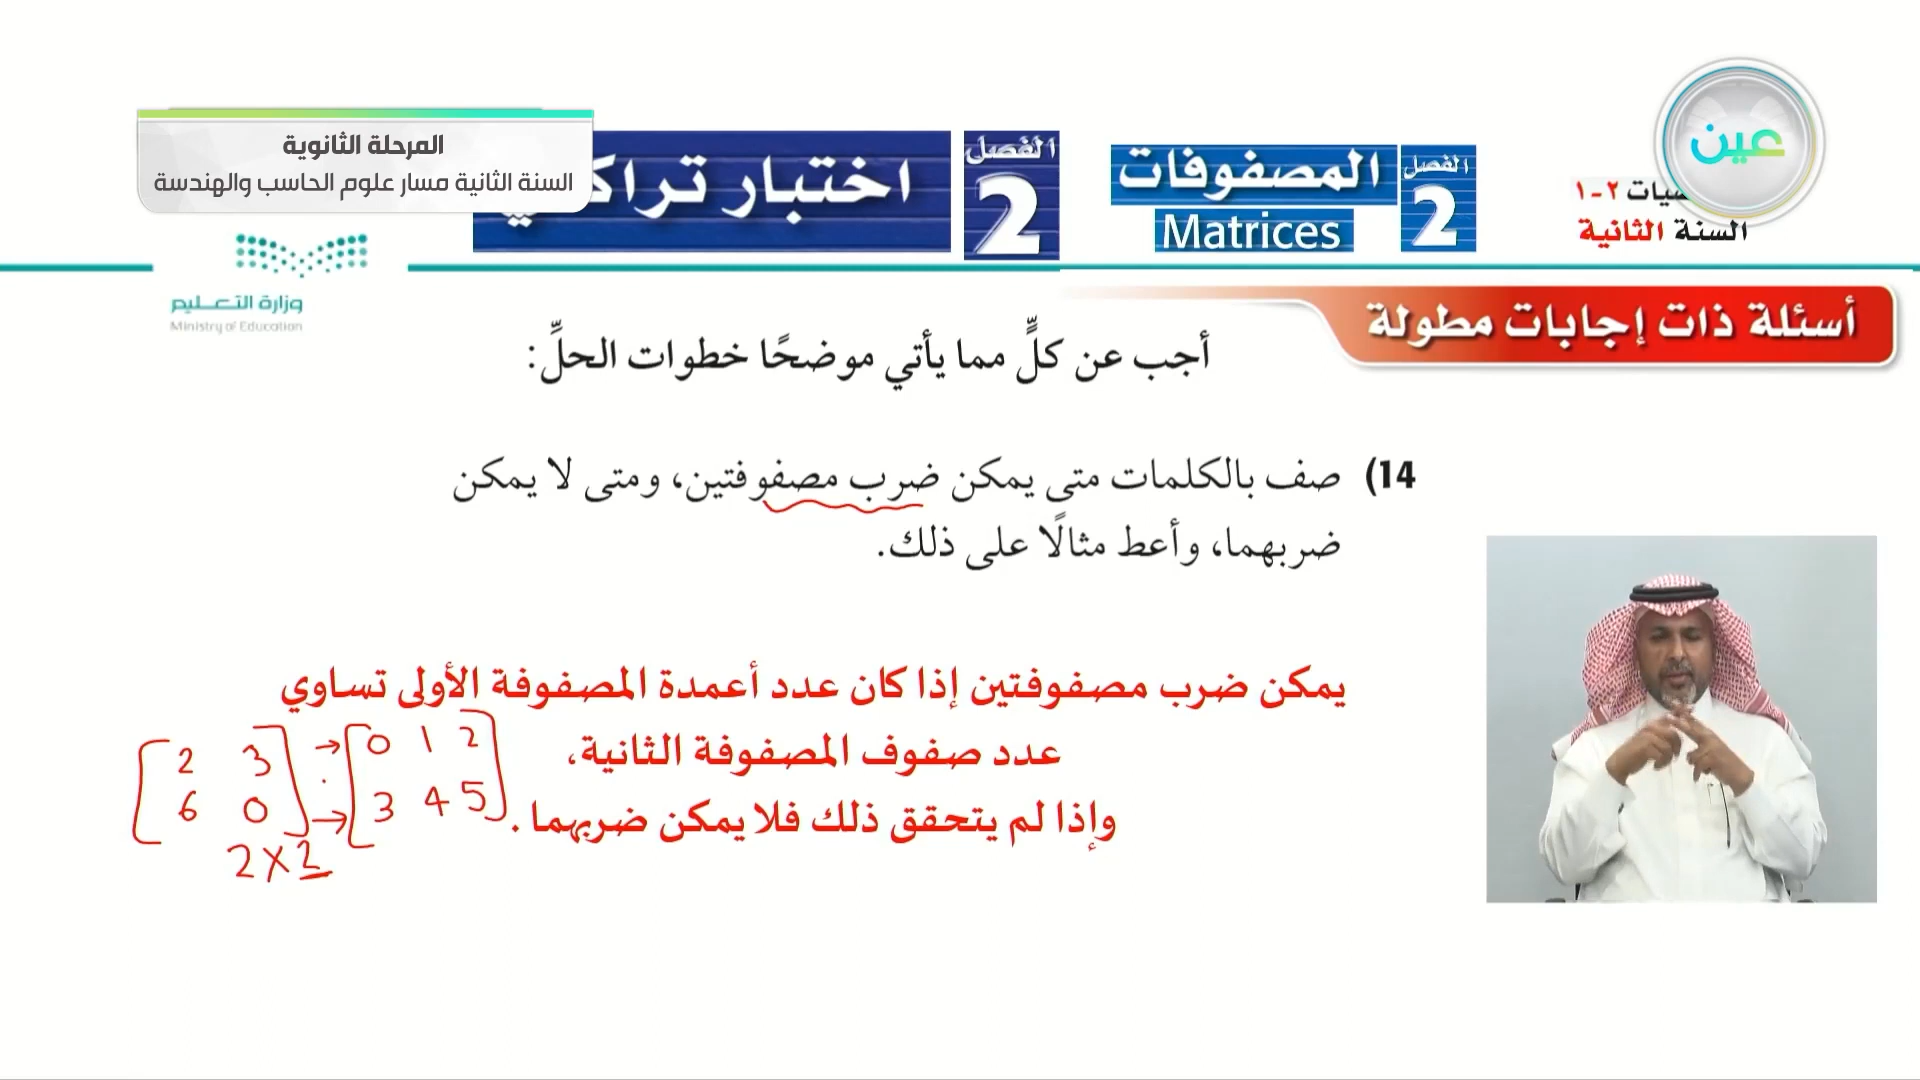 المرحلة الثانوية
السنة الثانية مسار علوم الحاسب والهندسة
عين
٢-١
السنة الثانية
الفصل 2
المصفوفات
Matrices
الفصل 2
اختبار
وزارة التعليم
Ministry of Education
أسئلة ذات إجابات مطولة
أجب عن كلٍّ مما يأتي موضحًا خطوات الحلِّ:
14) صف بالكلمات متى يمكن ضرب مصفوفتين، ومتى لا يمكن
ضربهما، وأعط مثالًا على ذلك.
يمكن ضرب مصفوفتين إذا كان عدد أعمدة المصفوفة الأولى تساوي
عدد صفوف المصفوفة الثانية،
وإذا لم يتحقق ذلك فلا يمكن ضربهما .
[2 3] . → [0 1 2]
[6 0] → [3 4 5]
2 × 2